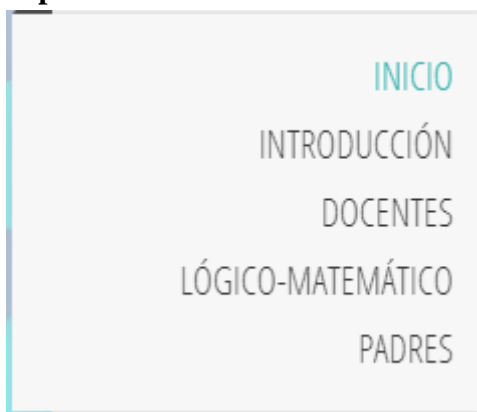 INICIO
INTRODUCCIÓN
DOCENTES
LÓGICO-MATEMÁTICO
PADRES